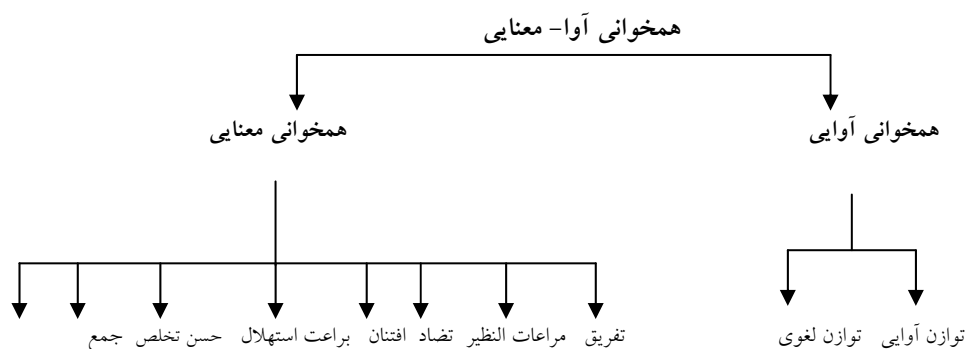 همخوانی آوا- معنایی
همخوانی آوایی همخوانی معنایی
توازن آوایی توازن لغوی تفریق مراعات النظیر تضاد افتنان براعت استهلال حسن تخلص جمع